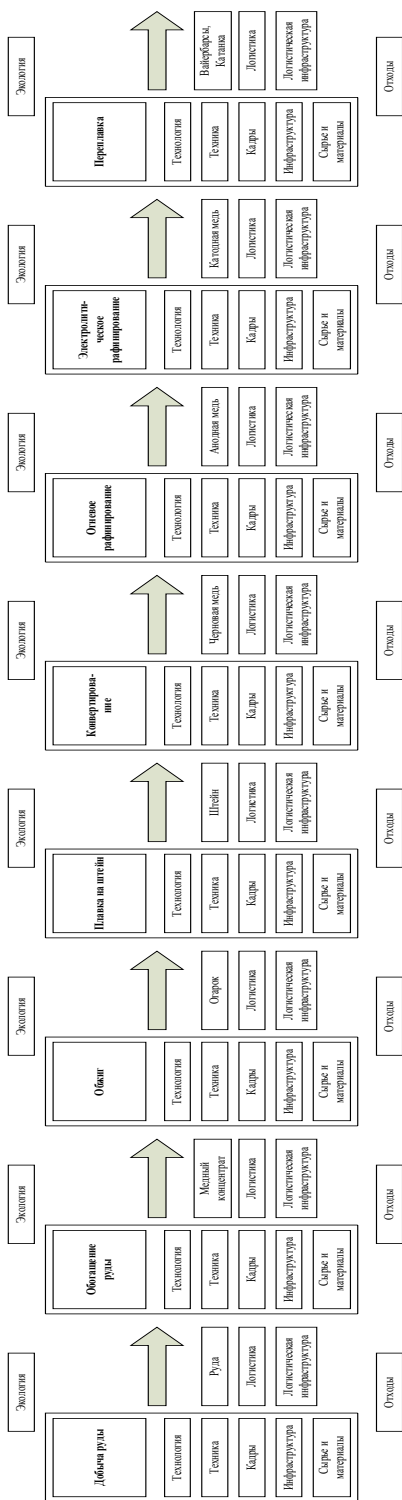 Экология
Добыча руды
Технология
Техника
Кадры
Инфраструктура
Сырье и
материалы
Руда
Логистика
Логистическая
инфраструктура
Отходы
Экология
Обогащение
руды
Технология
Техника
Кадры
Инфраструктура
Сырье и
материалы
Медный
концентрат
Логистика
Логистическая
инфраструктура
Отходы
Экология
Обжиг
Технология
Техника
Кадры
Инфраструктура
Сырье и
материалы
Огарок
Логистика
Логистическая
инфраструктура
Отходы
Экология
Плавка на штейн
Технология
Техника
Кадры
Инфраструктура
Сырье и
материалы
Штейн
Логистика
Логистическая
инфраструктура
Отходы
Экология
Конвертирова-
ние
Технология
Техника
Кадры
Инфраструктура
Сырье и
материалы
Черновая медь
Логистика
Логистическая
инфраструктура
Отходы
Экология
Огневое
рафинирование
Технология
Техника
Кадры
Инфраструктура
Сырье и
материалы
Анодная медь
Логистика
Логистическая
инфраструктура
Отходы
Экология
Электролити-
ческое
рафинирование
Технология
Техника
Кадры
Инфраструктура
Сырье и
материалы
Катодная медь
Логистика
Логистическая
инфраструктура
Отходы
Экология
Переплавка
Технология
Техника
Кадры
Инфраструктура
Сырье и
материалы
Вайербарсы,
Катанка
Логистика
Логистическая
инфраструктура
Отходы